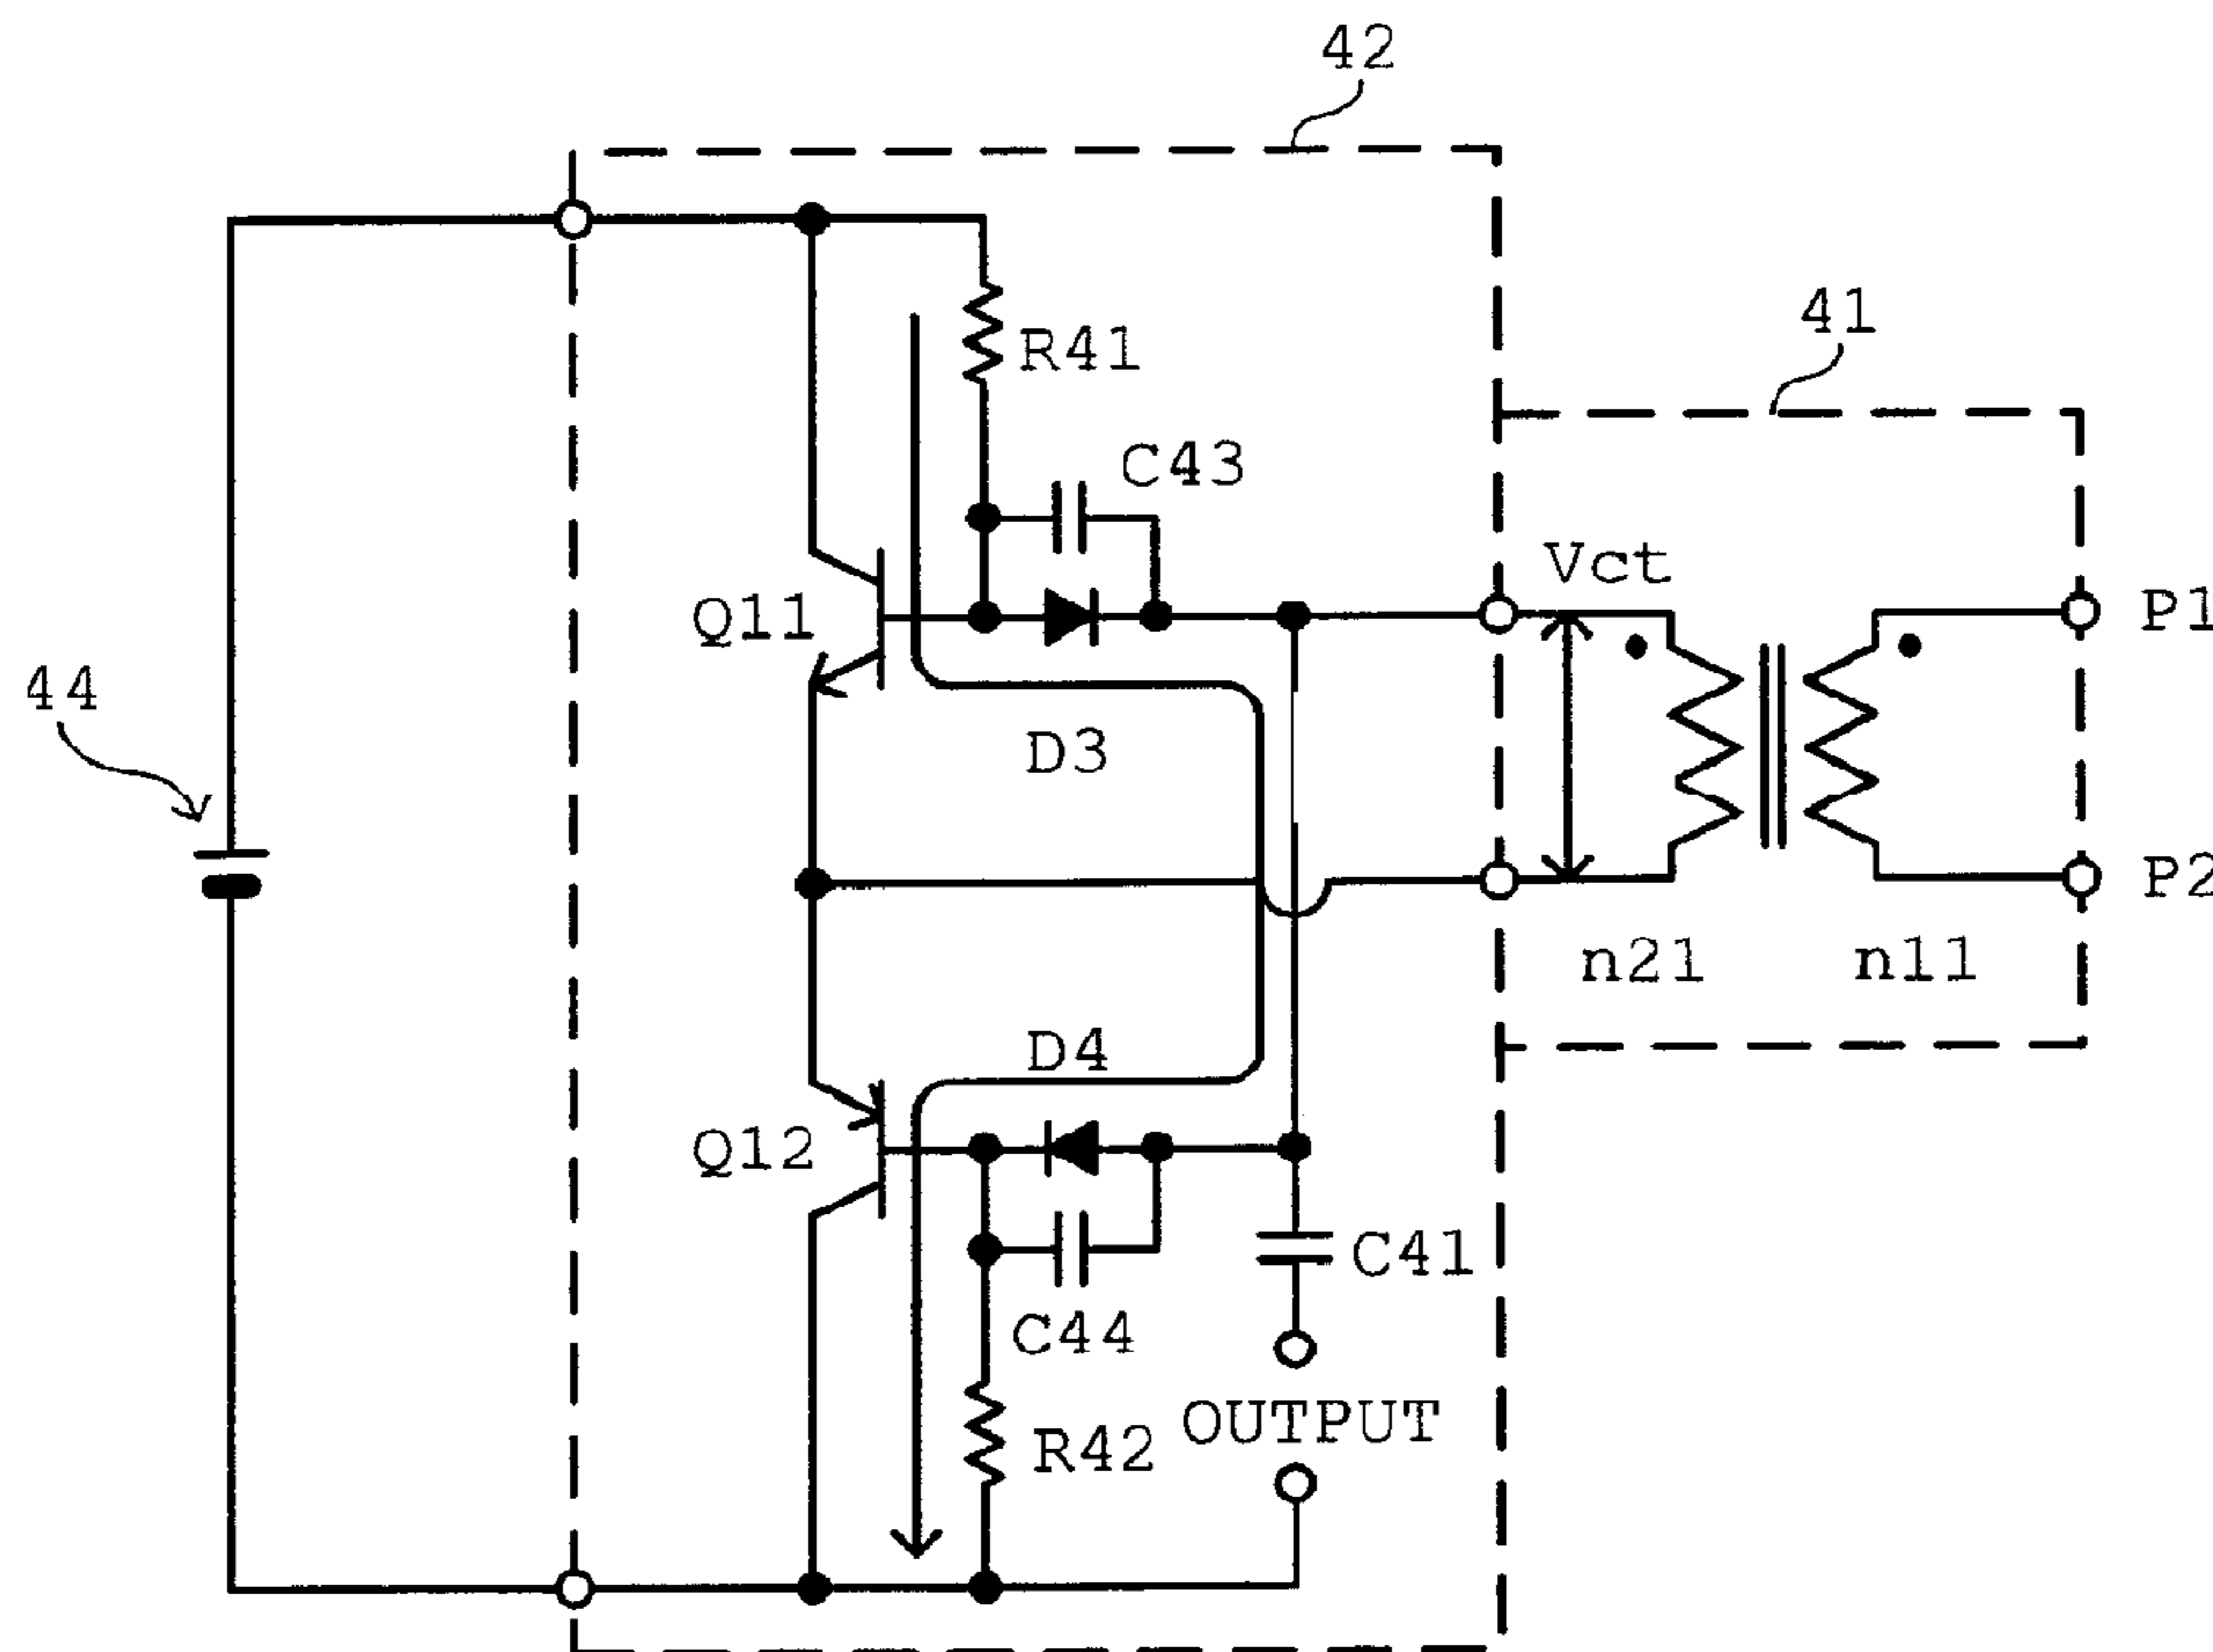 42
41
R41
C43
Vct
Q11
P1
44
D3
P2
n21
n11
D4
Q12
C41
C44
OUTPUT
R42